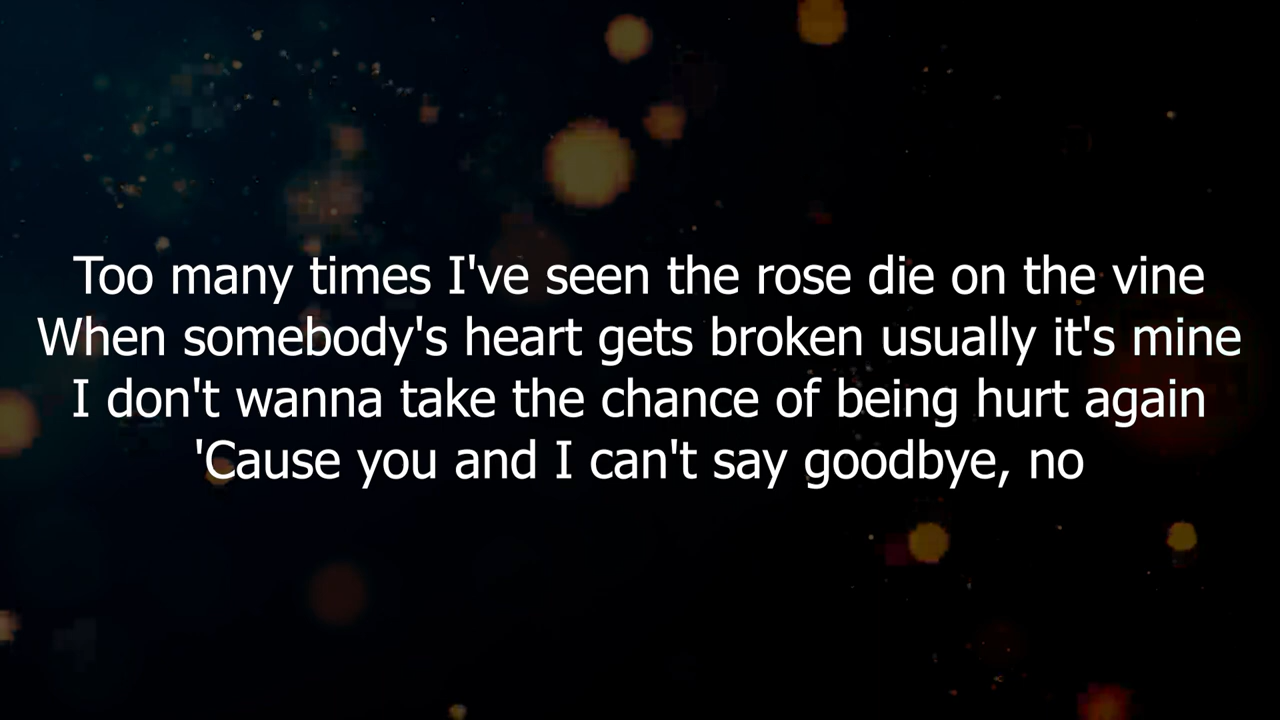 Too many times I've seen the rose die on the vine
When somebody's heart gets broken usually it's mine
I don't wanna take the chance of being hurt again
'Cause you and I can't say goodbye, no